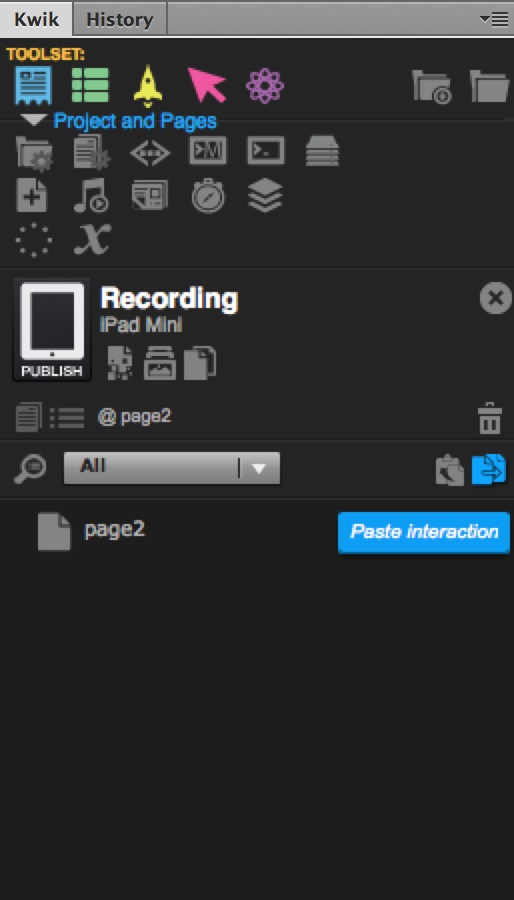 Kwik History
TOOLSET:
Project and Pages
Recording
iPad Mini
PUBLISH
@ page2
All
page2 Paste interaction